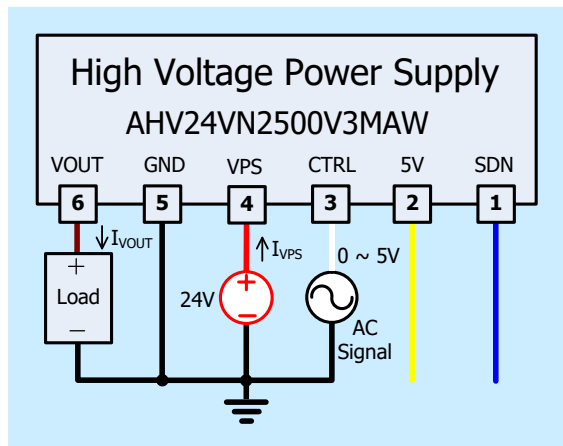 High Voltage Power Supply
AHV24VN2500V3MAW
VOUT GND VPS CTRL 5V SDN
6 5 4 3 2 1
IVOUT
IVPS
0 ~ 5V
+
Load
−
24V
+
−
AC
Signal